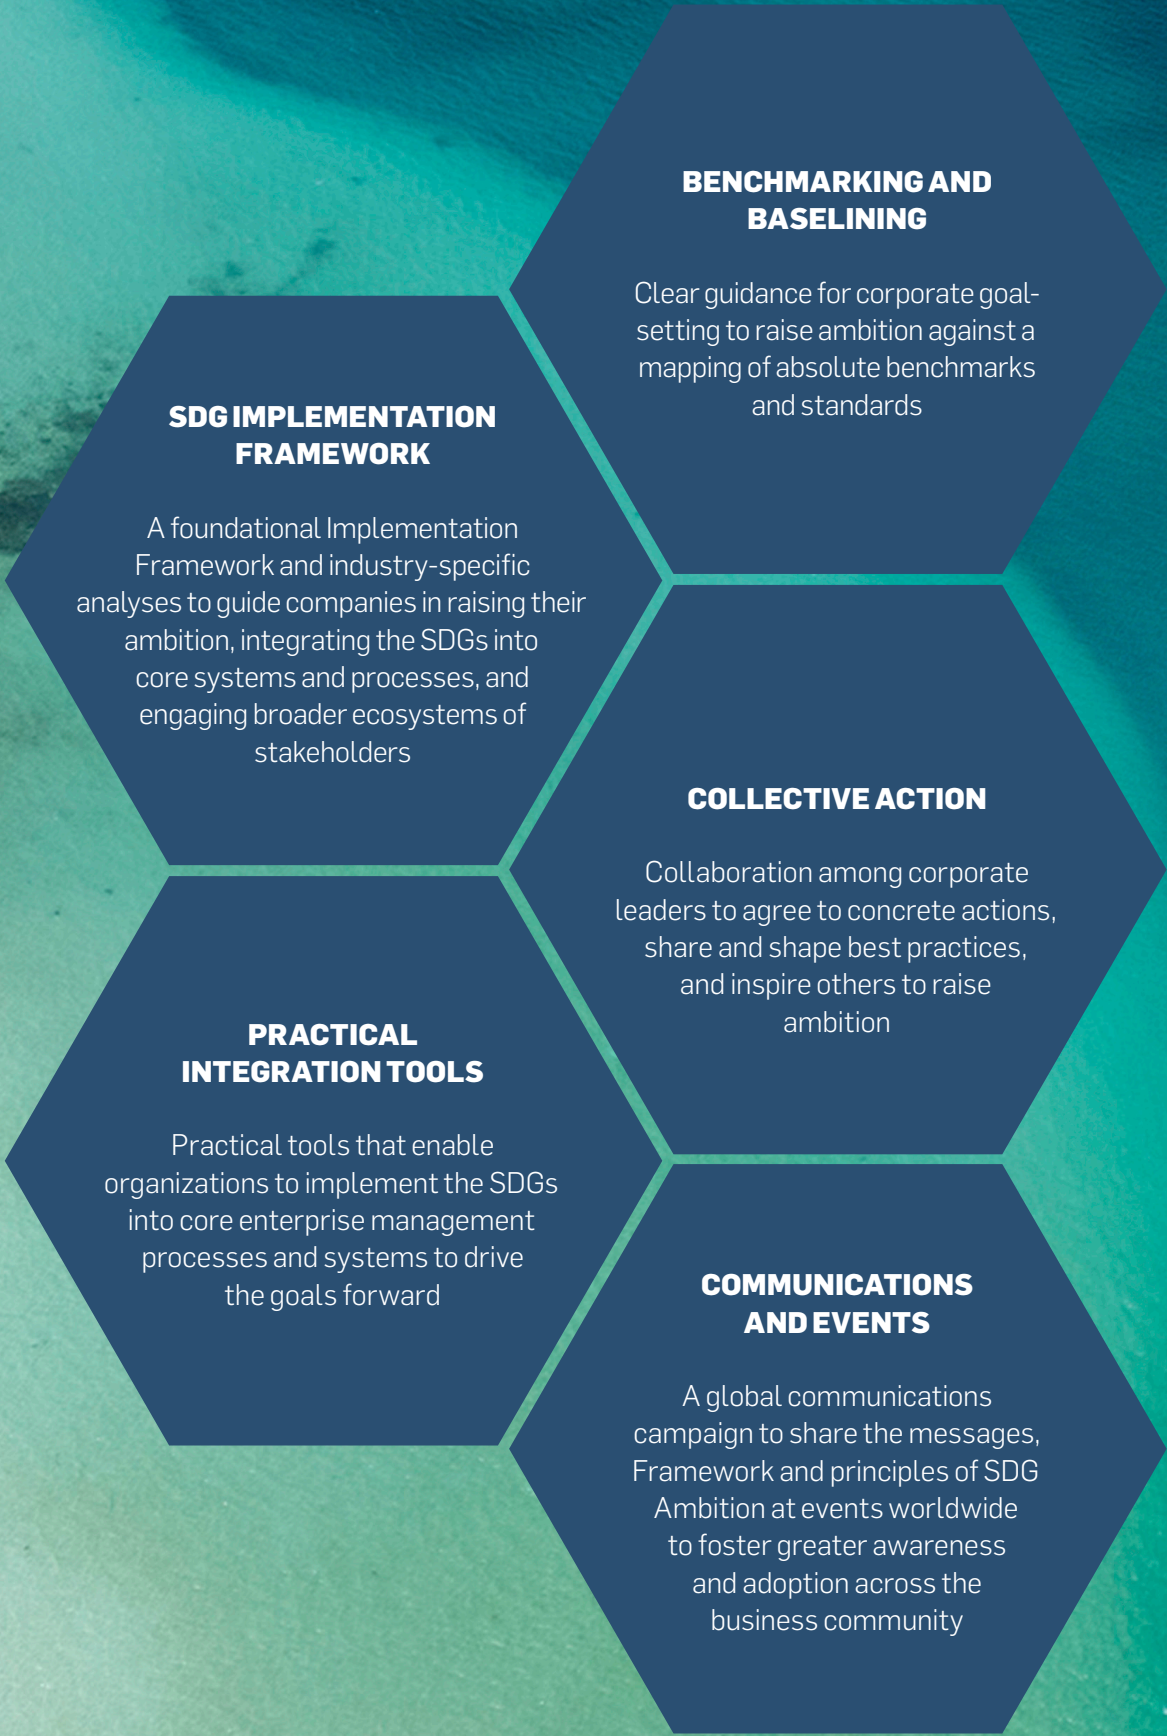 BENCHMARKING AND
BASELINING
Clear guidance for corporate goal-
setting to raise ambition against a
mapping of absolute benchmarks
and standards
SDG IMPLEMENTATION
FRAMEWORK
A foundational Implementation
Framework and industry-specific
analyses to guide companies in raising their
ambition, integrating the SDGs into
core systems and processes, and
engaging broader ecosystems of
stakeholders
COLLECTIVE ACTION
Collaboration among corporate
leaders to agree to concrete actions,
share and shape best practices,
and inspire others to raise
ambition
PRACTICAL
INTEGRATION TOOLS
Practical tools that enable
organizations to implement the SDGs
into core enterprise management
processes and systems to drive
the goals forward
COMMUNICATIONS
AND EVENTS
A global communications
campaign to share the messages,
Framework and principles of SDG
Ambition at events worldwide
to foster greater awareness
and adoption across the
business community